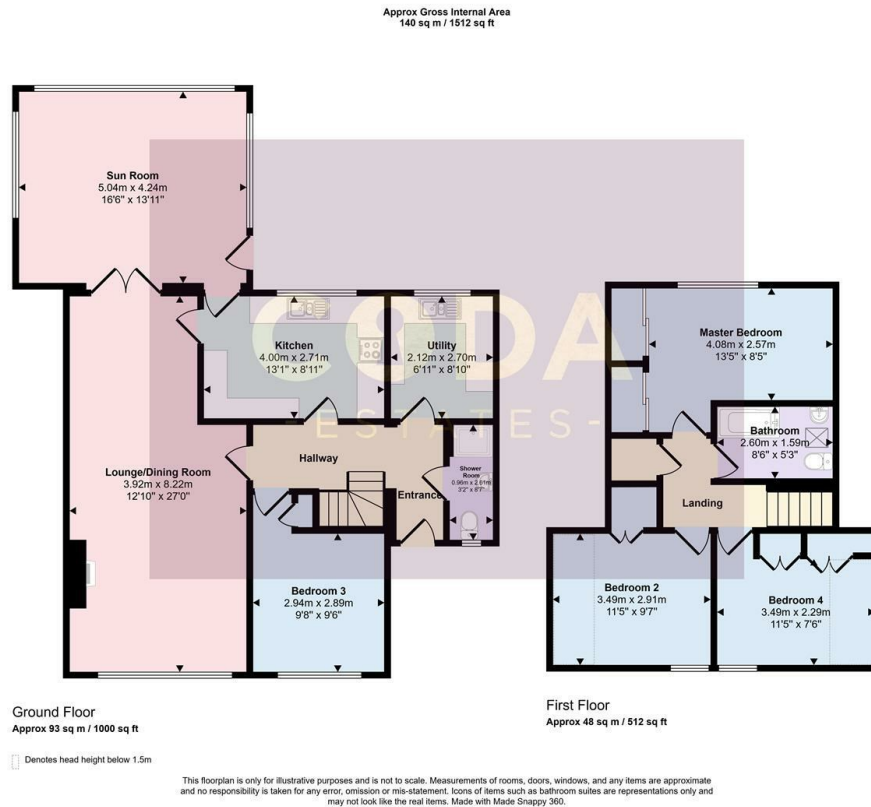 Approx Gross Internal Area
140 sq m / 1512 sq ft
Sun Room
5.04m x 4.24m
16'6" x 13'11"
Kitchen
4.00m x 2.71m
13'1" x 8'11"
Utility
2.12m x 2.70m
6'11" x 8'10"
Master Bedroom
4.08m x 2.57m
13'5" x 8'5"
CODA
-ESTATES-
Bathroom
2.60m x 1.59m
8'6" x 5'3"
Lounge/Dining Room
3.92m x 8.22m
12'10" x 27'0"
Hallway
Shower
Room
0.96m x 2.61m
3'2" x 8'7"
Entrance
Landing
Bedroom 3
2.94m x 2.89m
9'8" x 9'6"
Bedroom 2
3.49m x 2.91m
11'5" x 9'7"
Bedroom 4
3.49m x 2.29m
11'5" x 7'6"
Ground Floor
Approx 93 sq m / 1000 sq ft
First Floor
Approx 48 sq m / 512 sq ft
Denotes head height below 1.5m
This floorplan is only for illustrative purposes and is not to scale. Measurements of rooms, doors, windows, and any items are approximate
and no responsibility is taken for any error, omission or mis-statement. Icons of items such as bathroom suites are representations only and
may not look like the real items. Made with Made Snappy 360.